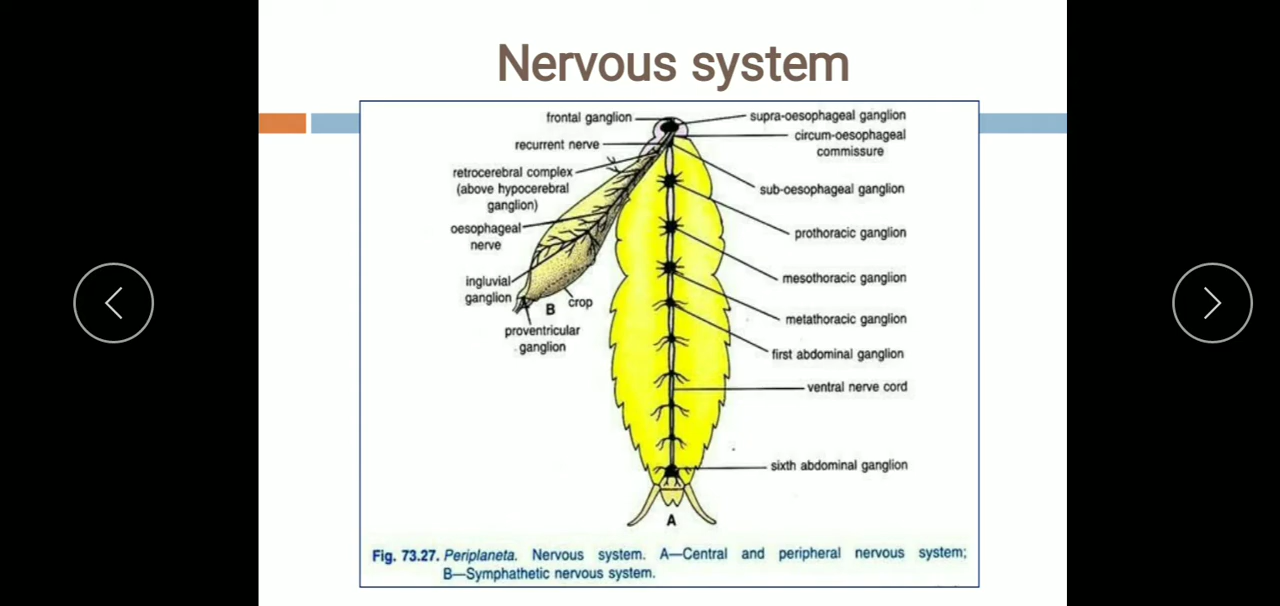 Nervous system
frontal ganglion
supra-oesophageal ganglion
circum-oesophageal
commissure
recurrent nerve
retrocerebral complex
(above hypocerebral
ganglion)
sub-oesophageal ganglion
oesophageal
nerve
prothoracic ganglion
mesothoracic ganglion
ingluvial
ganglion
crop
B
metathoracic ganglion
proventricular
ganglion
first abdominal ganglion
ventral nerve cord
sixth abdominal ganglion
A
Fig. 73.27. Periplaneta. Nervous system. A—Central and peripheral nervous system;
B—Symphathetic nervous system.